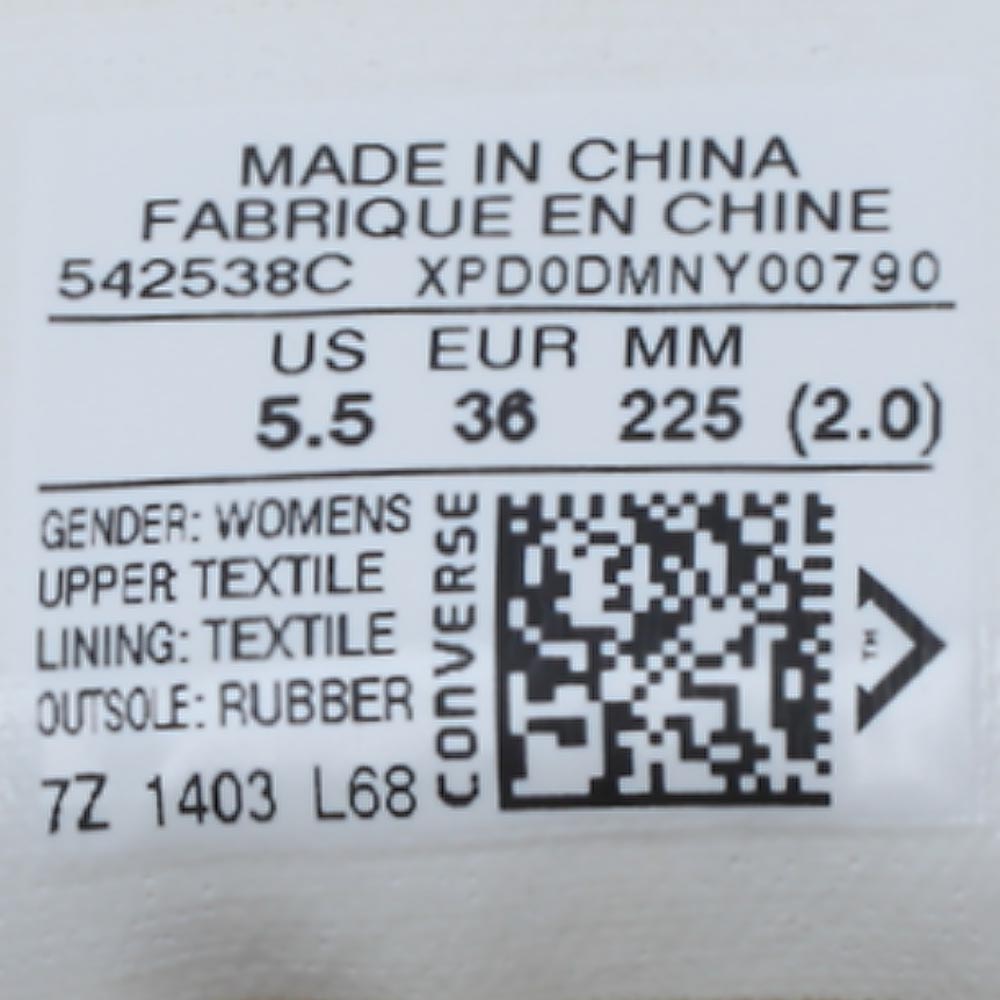 MADE IN CHINA
FABRIQUE EN CHINE
542538C XPD0DMNY00790
US EUR MM
5.5 36 225 (2.0)
GENDER: WOMENS
UPPER: TEXTILE
LINING: TEXTILE
OUTSOLE: RUBBER
7Z 1403 L68
CONVERSE
TM